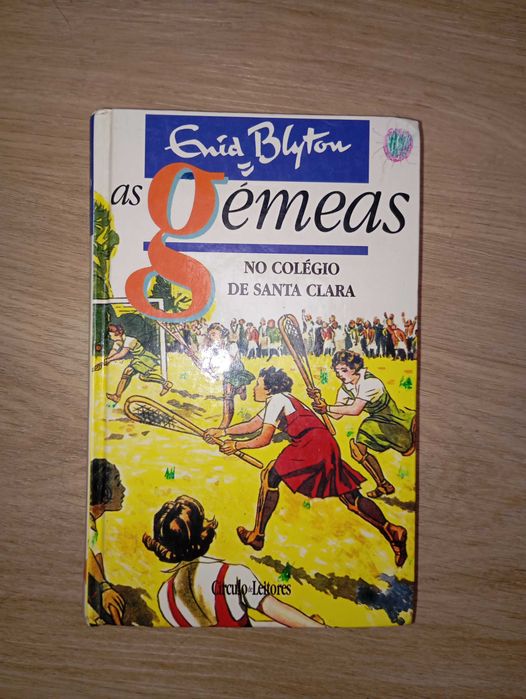 Enid Blyton
as gémeas
NO COLÉGIO
DE SANTA CLARA
Círculo de Leitores